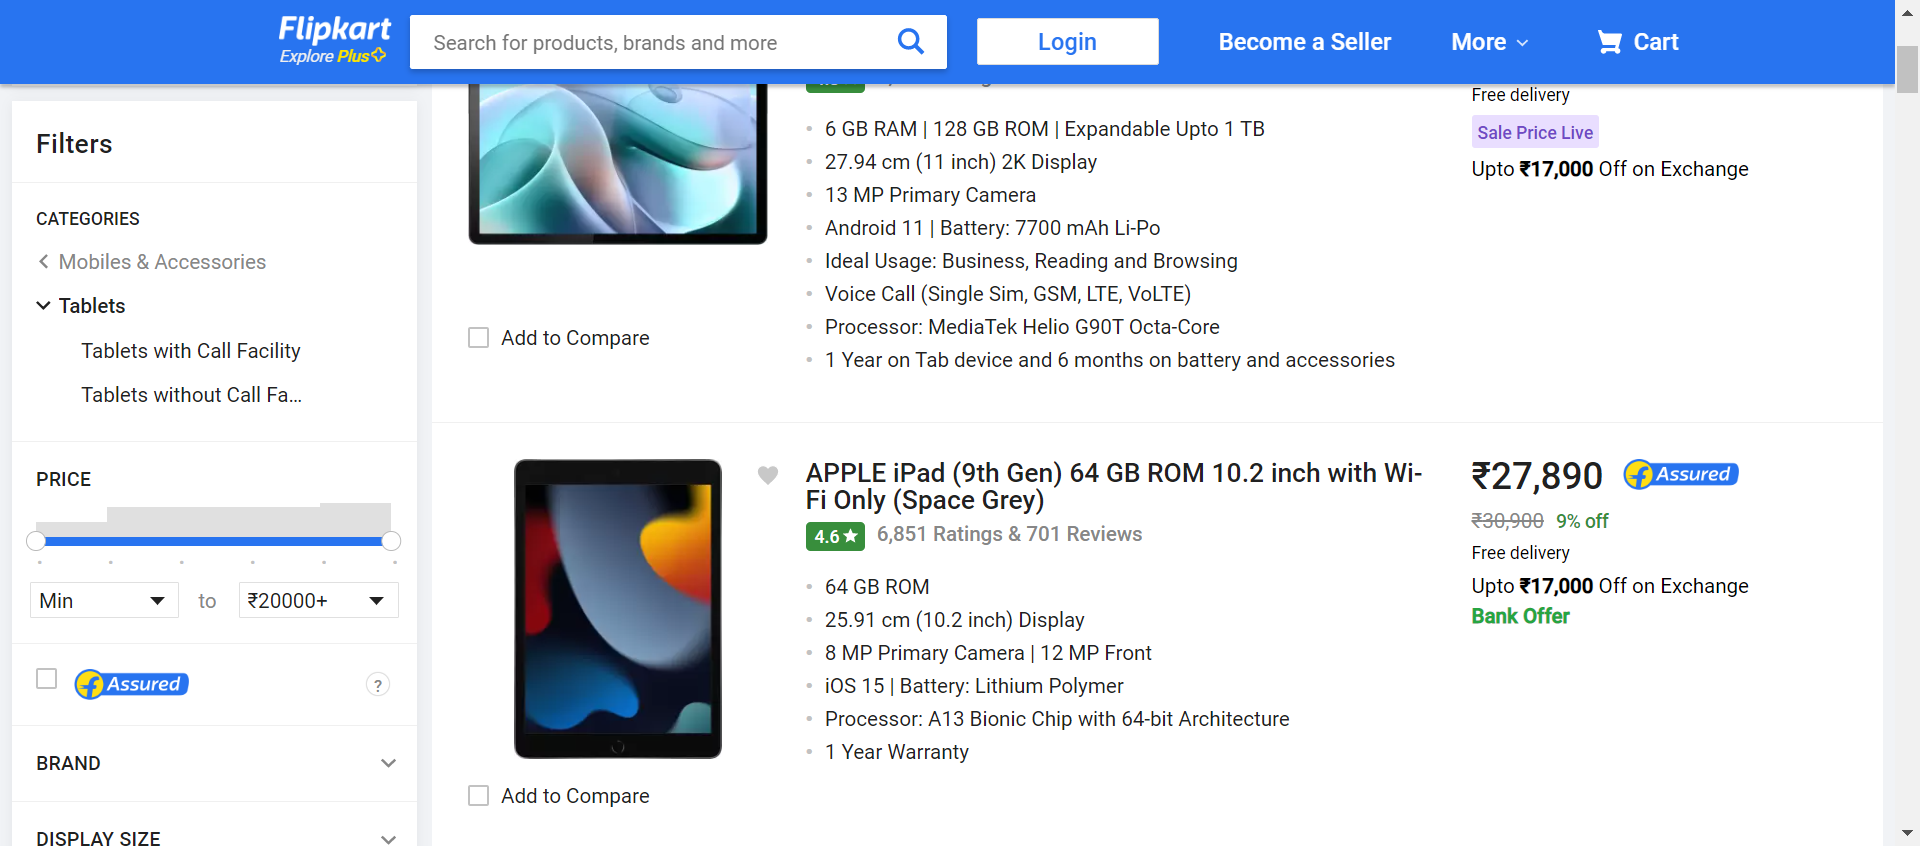 Flipkart
Explore Plus
Search for products, brands and more
Login
Become a Seller
More
Cart
Filters
CATEGORIES
Mobiles & Accessories
Tablets
Tablets with Call Facility
Tablets without Call Fa...
PRICE
Min
to
₹20000+
Assured
?
BRAND
DISPLAY SIZE
6 GB RAM | 128 GB ROM | Expandable Upto 1 TB
27.94 cm (11 inch) 2K Display
13 MP Primary Camera
Android 11 | Battery: 7700 mAh Li-Po
Ideal Usage: Business, Reading and Browsing
Voice Call (Single Sim, GSM, LTE, VoLTE)
Processor: MediaTek Helio G90T Octa-Core
1 Year on Tab device and 6 months on battery and accessories
Add to Compare
Free delivery
Sale Price Live
Upto ₹17,000 Off on Exchange
APPLE iPad (9th Gen) 64 GB ROM 10.2 inch with Wi-
Fi Only (Space Grey)
4.6
6,851 Ratings & 701 Reviews
64 GB ROM
25.91 cm (10.2 inch) Display
8 MP Primary Camera | 12 MP Front
iOS 15 | Battery: Lithium Polymer
Processor: A13 Bionic Chip with 64-bit Architecture
1 Year Warranty
Add to Compare
₹27,890
Assured
₹30,900 9% off
Free delivery
Upto ₹17,000 Off on Exchange
Bank Offer